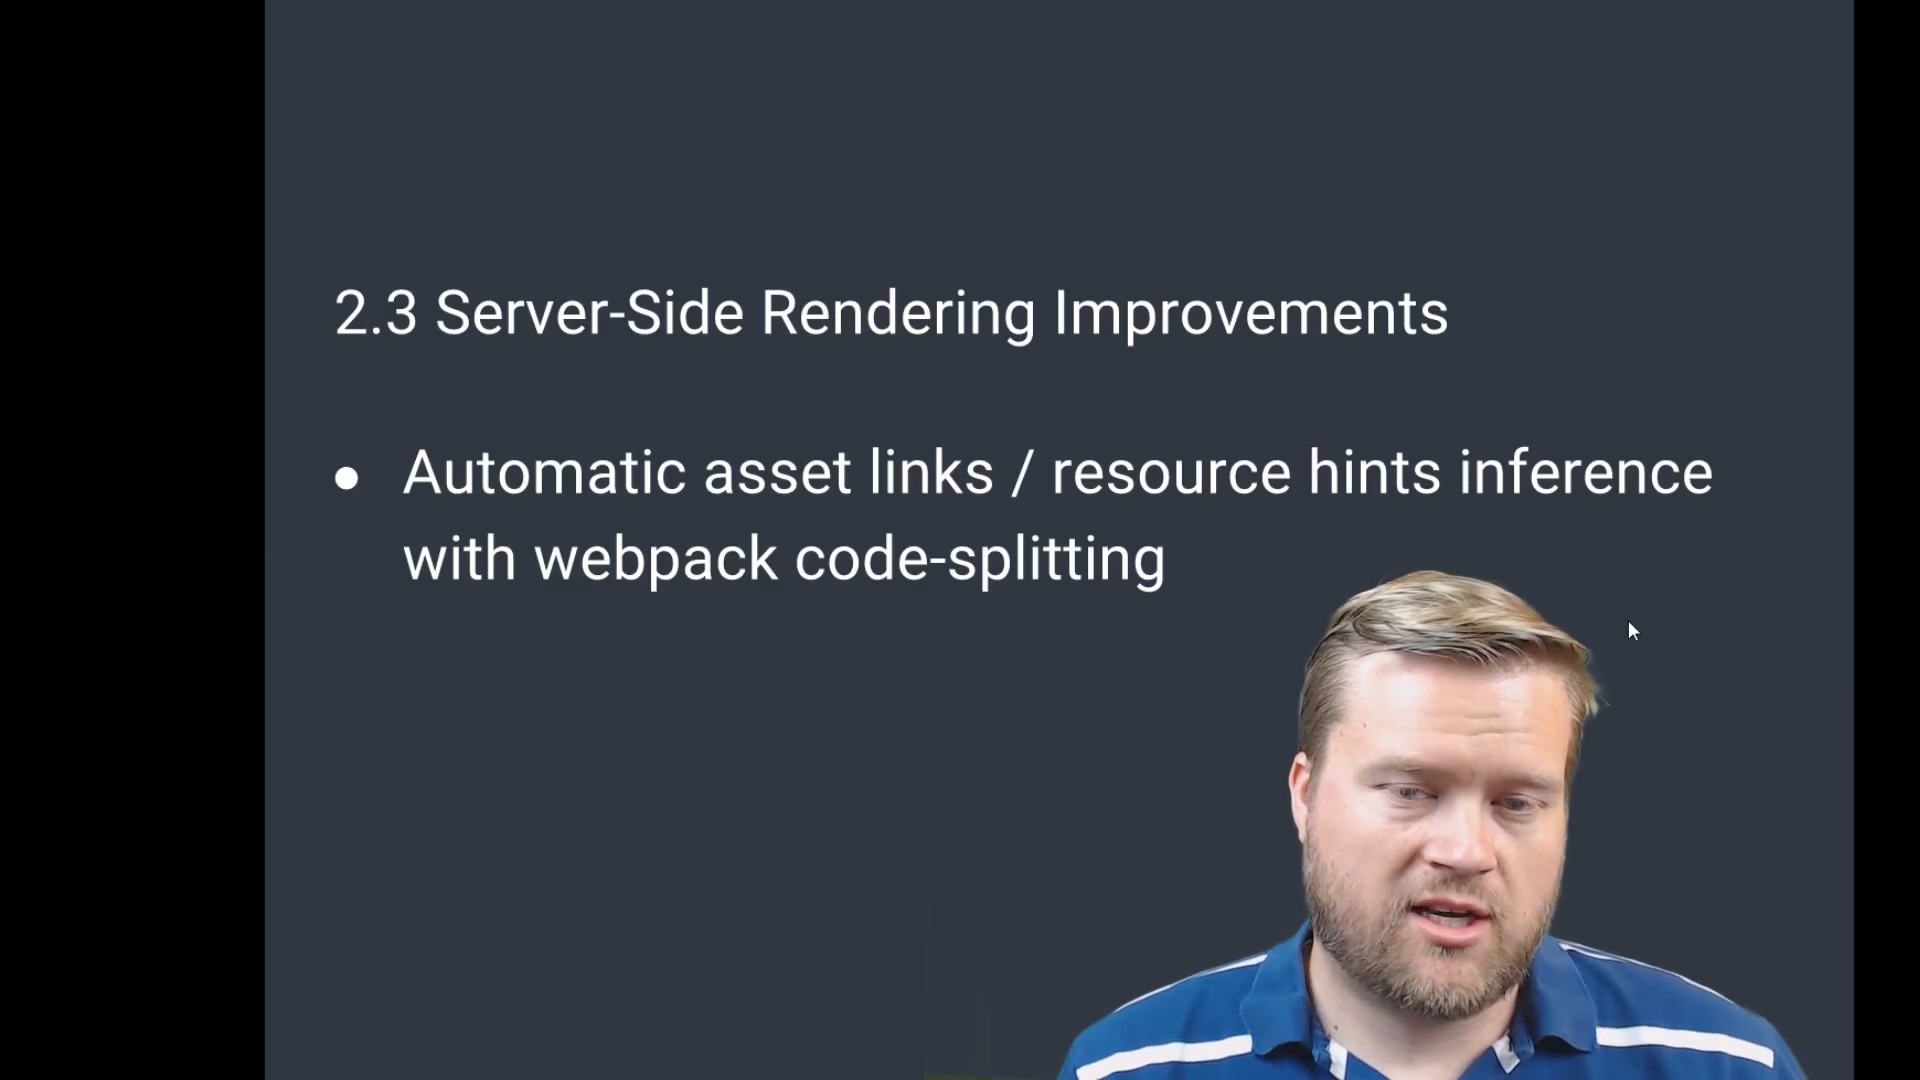 2.3 Server-Side Rendering Improvements
● Automatic asset links / resource hints inference
with webpack code-splitting